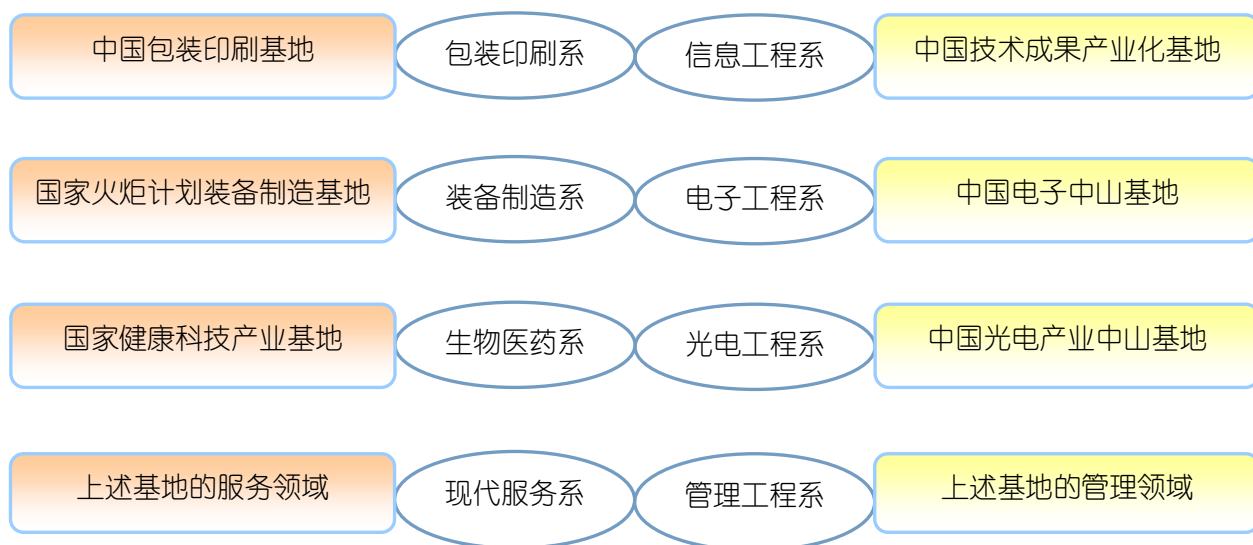 中国包装印刷基地
包装印刷系
信息工程系
中国技术成果产业化基地
国家火炬计划装备制造基地
装备制造系
电子工程系
中国电子中山基地
国家健康科技产业基地
生物医药系
光电工程系
中国光电产业中山基地
上述基地的服务领域
现代服务系
管理工程系
上述基地的管理领域